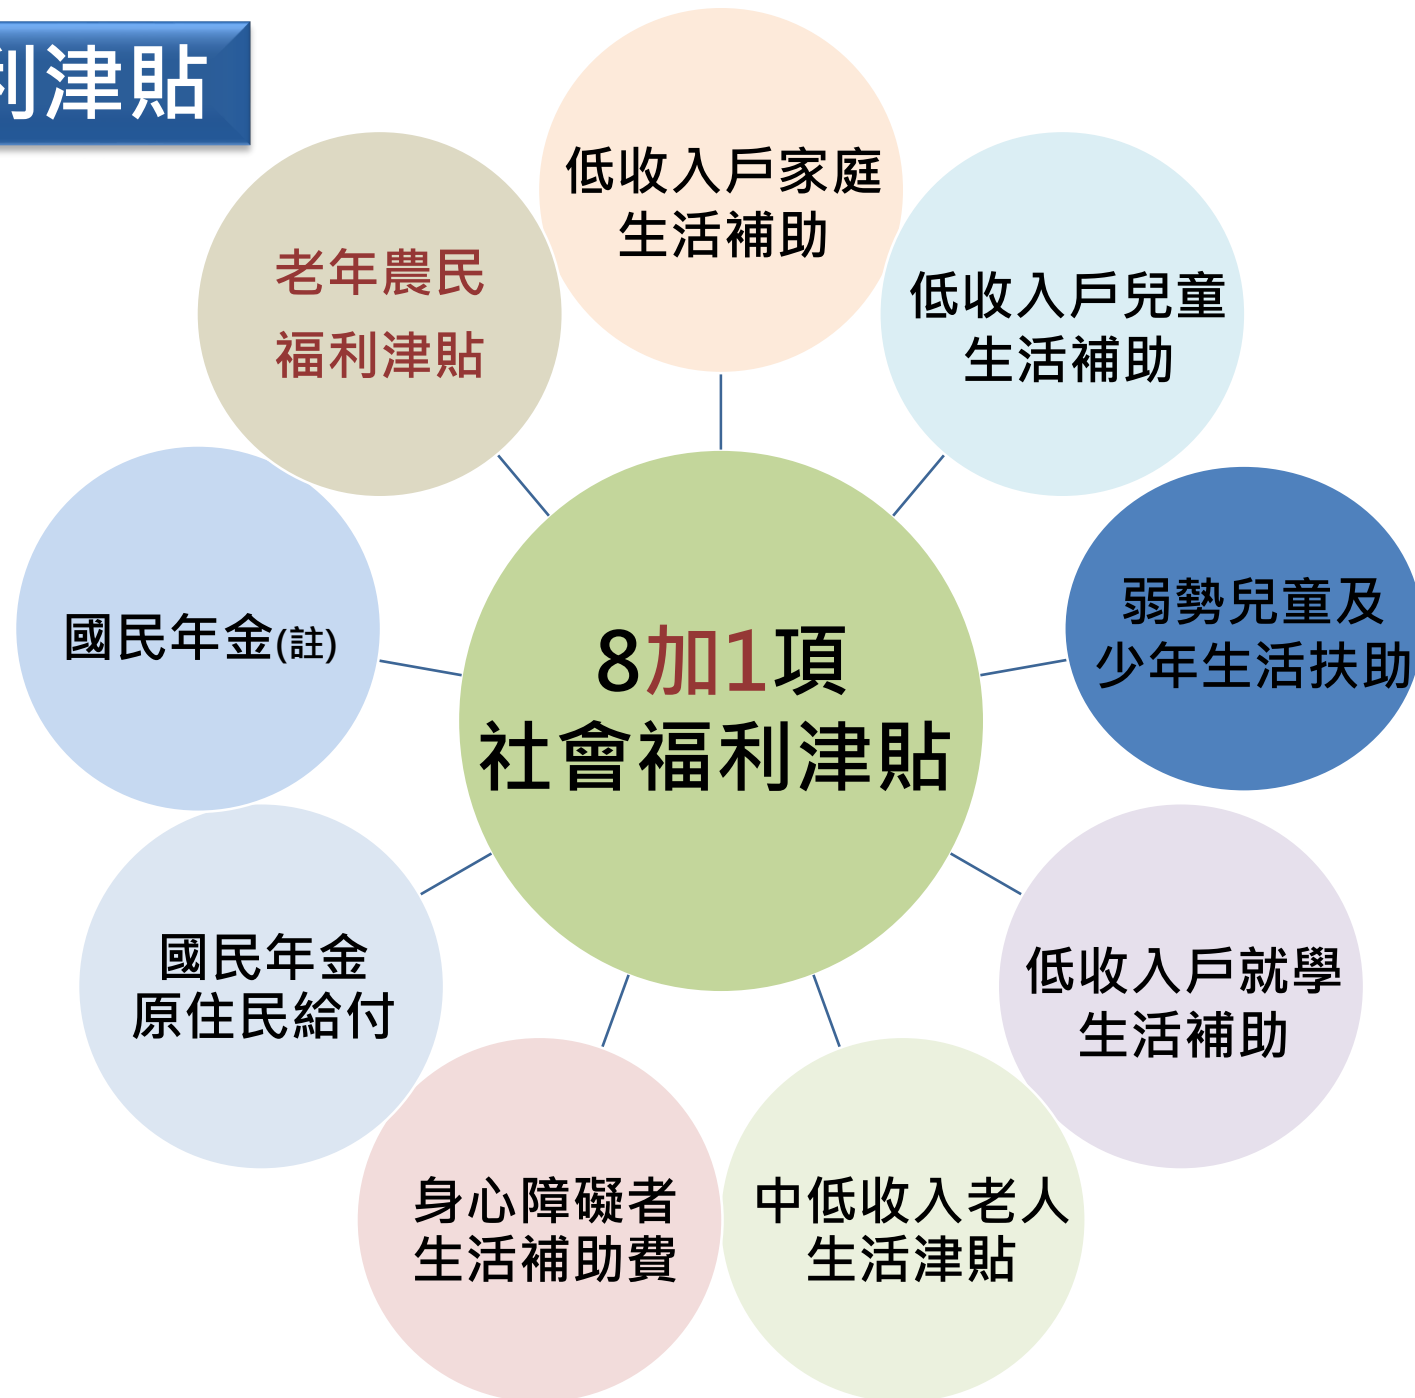 利津貼
低收入戶家庭
生活補助
低收入戶兒童
生活補助
弱勢兒童及
少年生活扶助
低收入戶就學
生活補助
中低收入老人
生活津貼
身心障礙者
生活補助費
國民年金
原住民給付
國民年金(註)
老年農民
福利津貼
8加1項
社會福利津貼